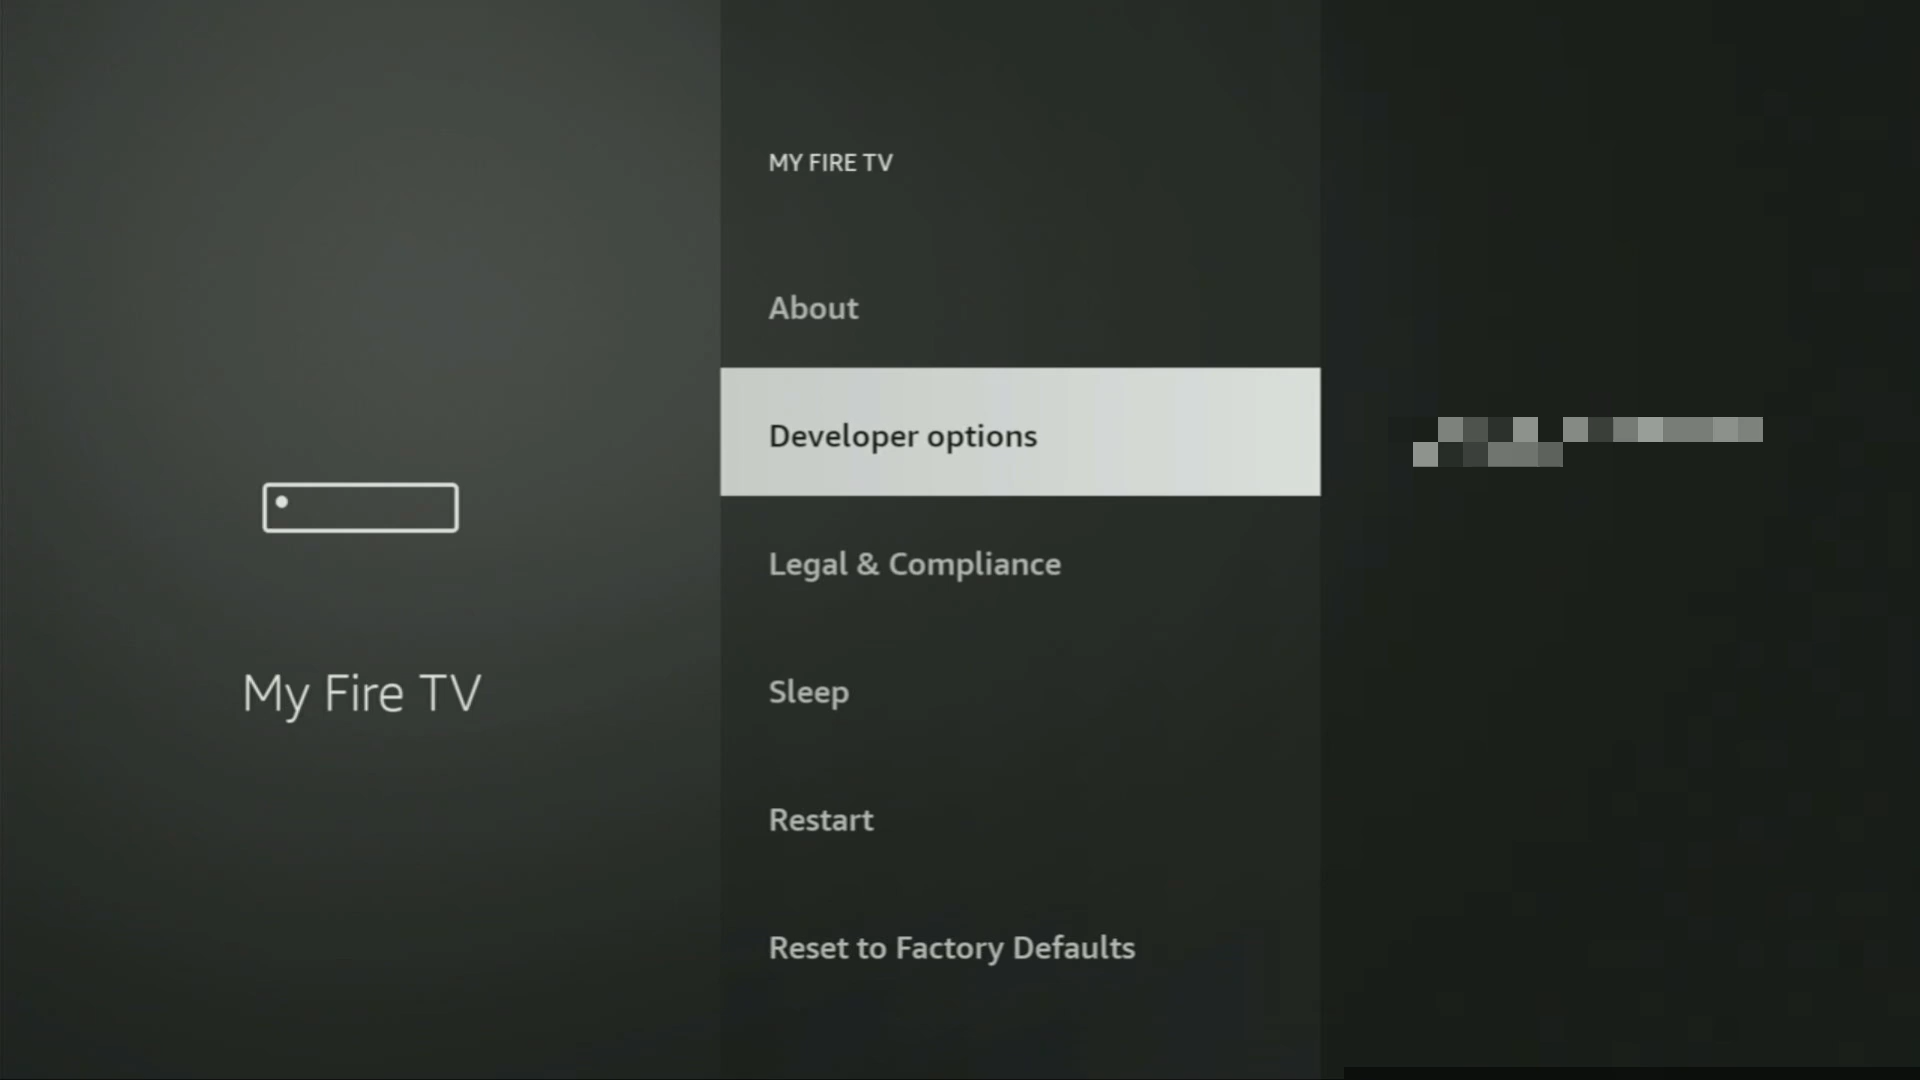 MY FIRE TV
About
Developer options
Legal & Compliance
Sleep
Restart
Reset to Factory Defaults
My Fire TV